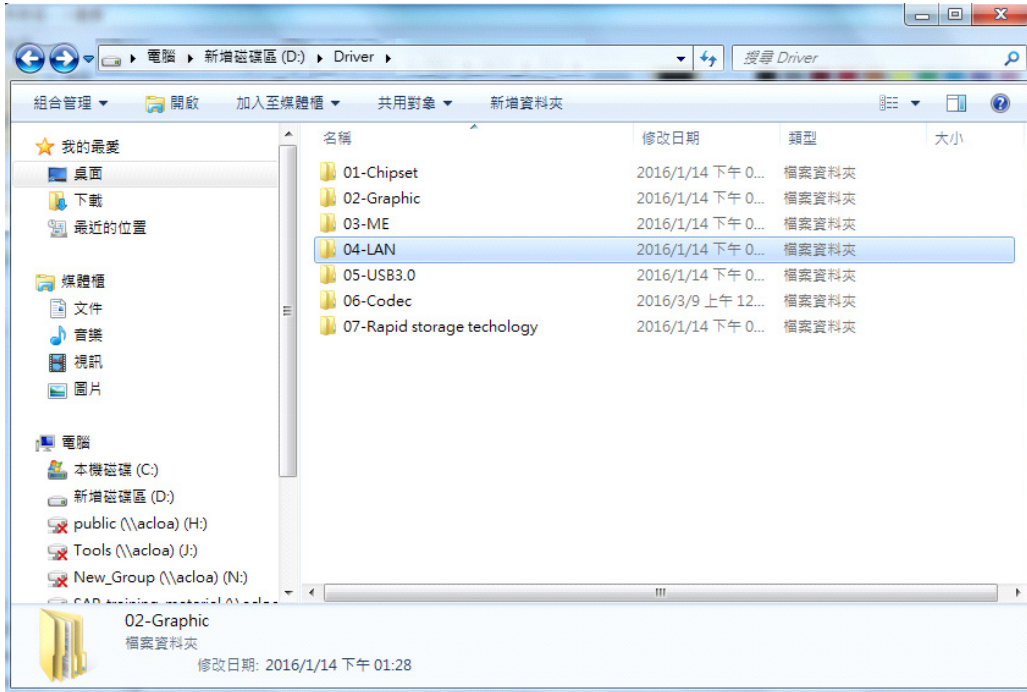 電腦 ▸ 新增磁碟區 (D:) ▸ Driver ▸
搜尋 Driver
組合管理 開啟 加入至媒體櫃 共用對象 新增資料夾
我的最愛
桌面
下載
最近的位置
媒體櫃
文件
音樂
視訊
圖片
電腦
本機磁碟 (C:)
新增磁碟區 (D:)
public (\\acloa) (H:)
Tools (\\acloa) (J:)
New_Group (\\acloa) (N:)
名稱 修改日期 類型 大小
01-Chipset 2016/1/14 下午 0... 檔案資料夾
02-Graphic 2016/1/14 下午 0... 檔案資料夾
03-ME 2016/1/14 下午 0... 檔案資料夾
04-LAN 2016/1/14 下午 0... 檔案資料夾
05-USB3.0 2016/1/14 下午 0... 檔案資料夾
06-Codec 2016/3/9 上午 12... 檔案資料夾
07-Rapid storage techology 2016/1/14 下午 0... 檔案資料夾
02-Graphic
檔案資料夾
修改日期: 2016/1/14 下午 01:28